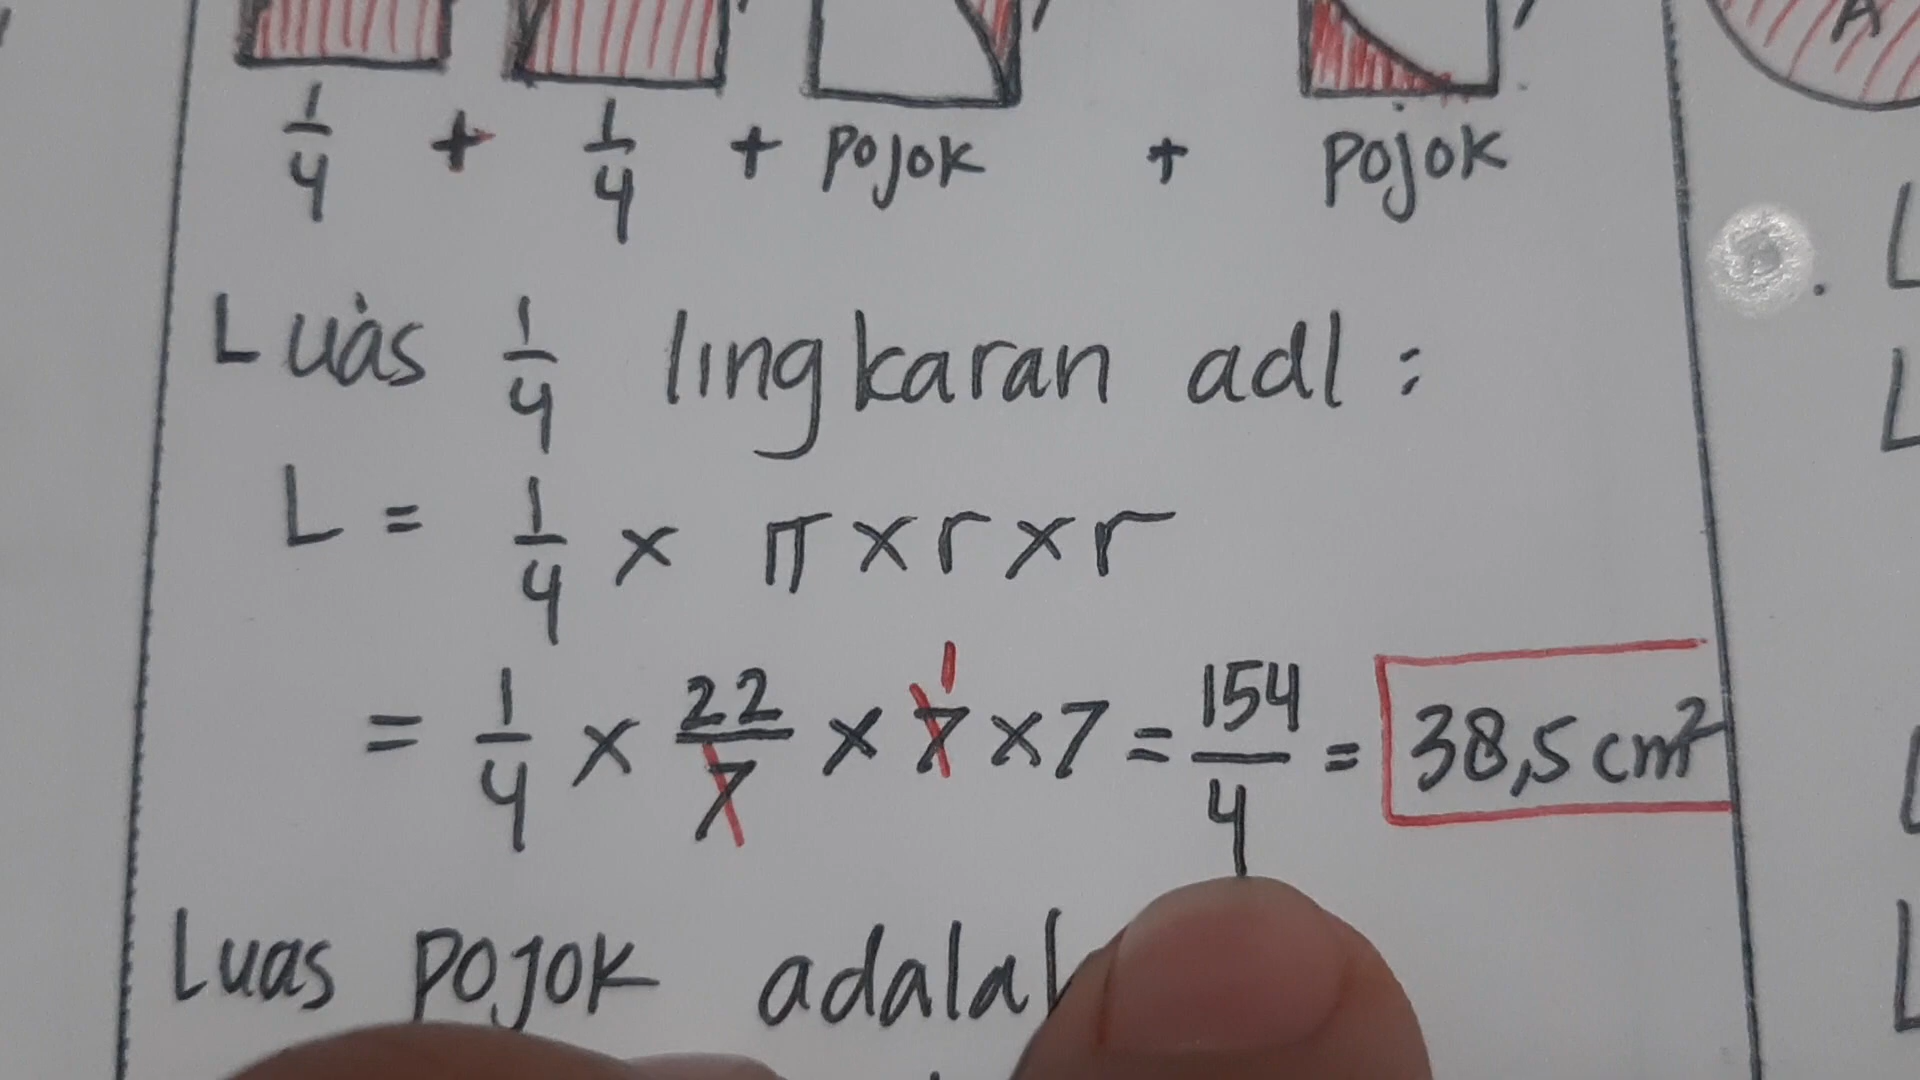 1/4 + 1/4 + pojok + pojok
Luas 1/4 lingkaran adl :
L = 1/4 × π × r × r
= 1/4 × 22/7 × 7 1 × 7 = 154/4 = 38,5 cm²
Luas pojok
A
L
L